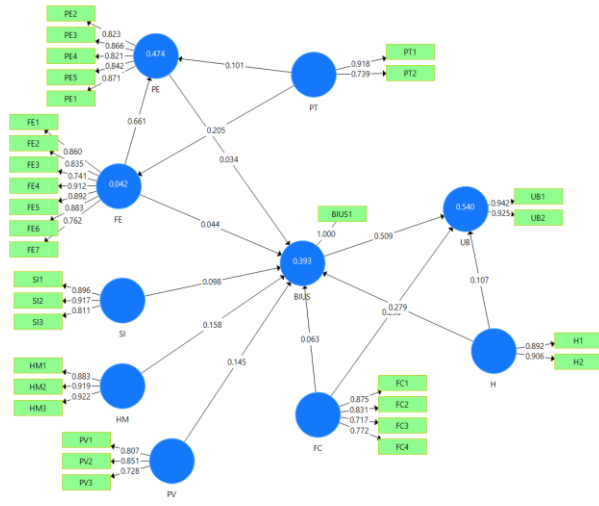 PE2
PE3
PE4
PE5
PE1
0.823
0.866
0.821
0.842
0.871
0.474
PE
0.101
PT
0.918
0.739
PT1
PT2
0.661
0.205
0.034
FE1
FE2
FE3
FE4
FE5
FE6
FE7
0.860
0.835
0.741
0.912
0.892
0.883
0.762
0.042
FE
0.044
BIUS1
1.000
0.393
BIUS
0.509
0.540
UB
0.942
0.925
UB1
UB2
SI1
SI2
SI3
0.896
0.917
0.811
SI
0.098
0.158
0.145
0.063
0.279
0.107
HM1
HM2
HM3
0.883
0.919
0.922
HM
H
0.892
0.906
H1
H2
FC
0.875
0.831
0.717
0.772
FC1
FC2
FC3
FC4
PV1
PV2
PV3
0.807
0.851
0.728
PV